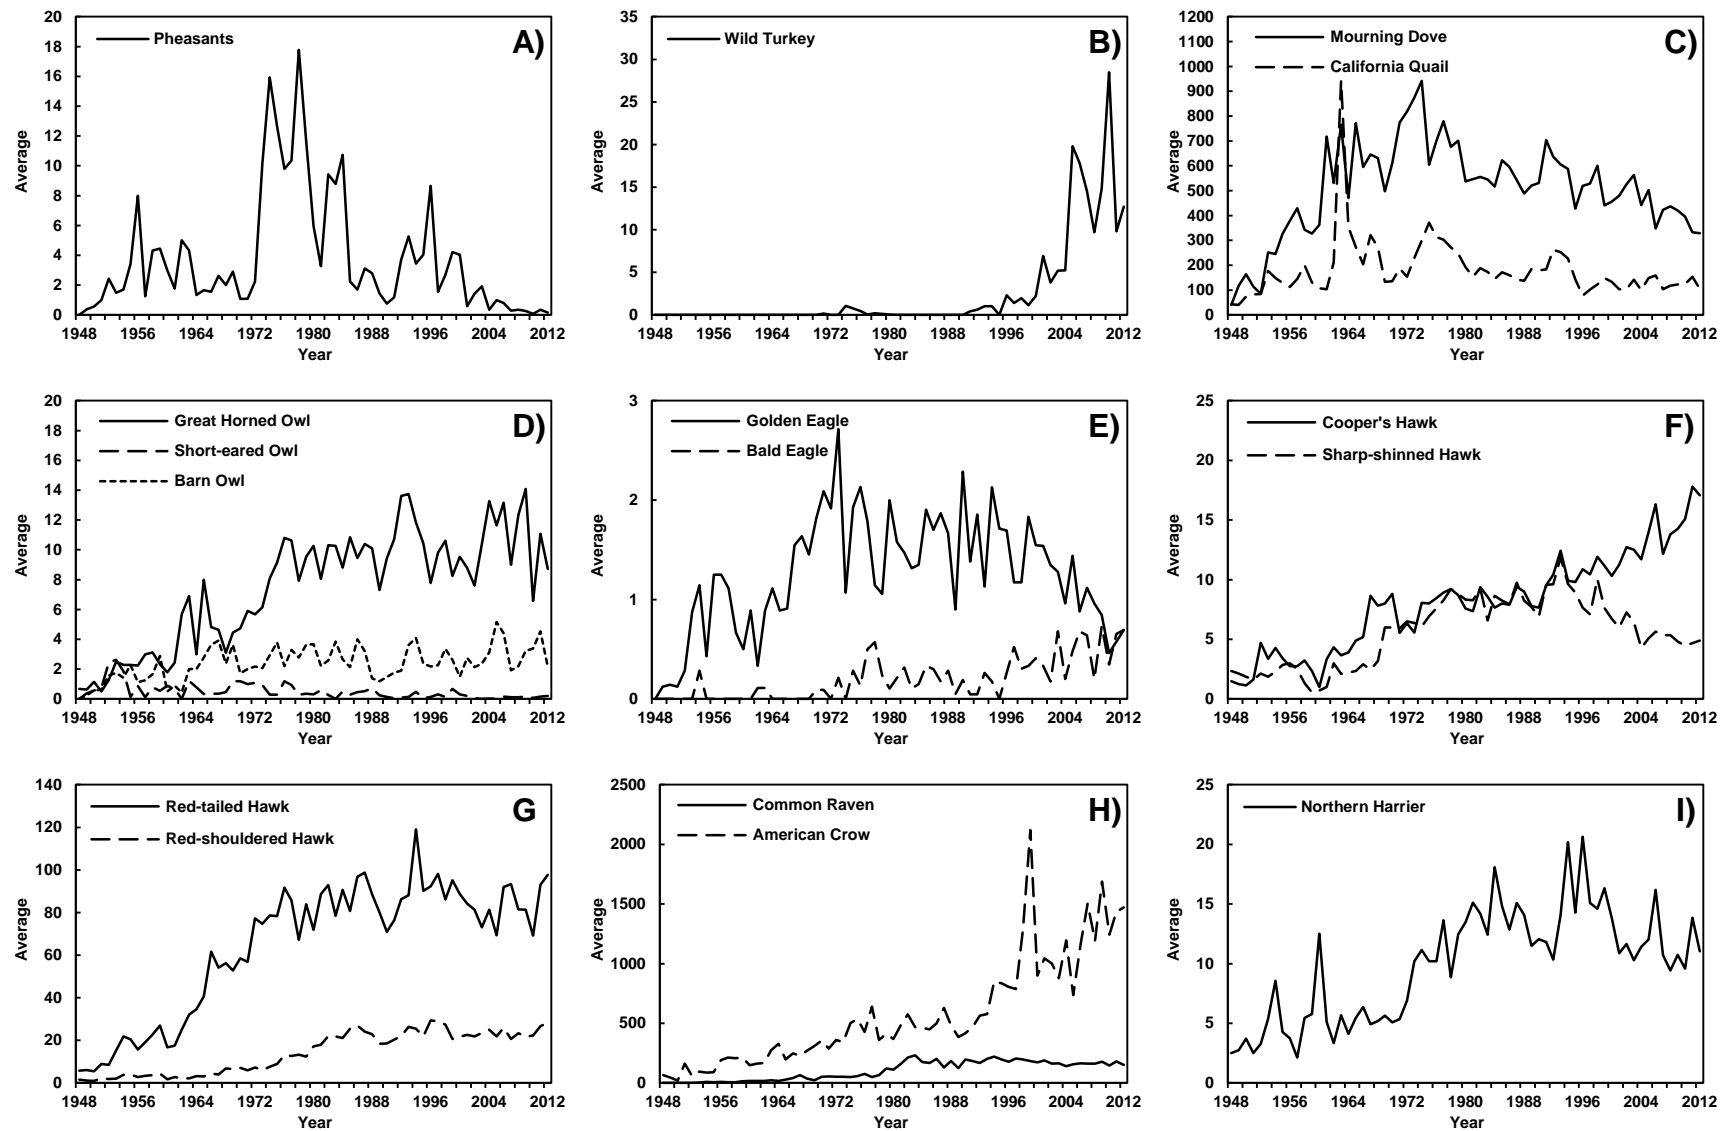 A)
Pheasants
Average
20
18
16
14
12
10
8
6
4
2
0
1948 1956 1964 1972 1980 1988 1996 2004 2012
Year
B)
Wild Turkey
Average
35
30
25
20
15
10
5
0
1948 1956 1964 1972 1980 1988 1996 2004 2012
Year
C)
Mourning Dove
California Quail
Average
1200
1100
1000
900
800
700
600
500
400
300
200
100
0
1948 1956 1964 1972 1980 1988 1996 2004 2012
Year
D)
Great Horned Owl
Short-eared Owl
Barn Owl
Average
20
18
16
14
12
10
8
6
4
2
0
1948 1956 1964 1972 1980 1988 1996 2004 2012
Year
E)
Golden Eagle
Bald Eagle
Average
3
2
1
0
1948 1956 1964 1972 1980 1988 1996 2004 2012
Year
F)
Cooper's Hawk
Sharp-shinned Hawk
Average
25
20
15
10
5
0
1948 1956 1964 1972 1980 1988 1996 2004 2012
Year
G
Red-tailed Hawk
Red-shouldered Hawk
Average
140
120
100
80
60
40
20
0
1948 1956 1964 1972 1980 1988 1996 2004 2012
Year
H)
Common Raven
American Crow
Average
2500
2000
1500
1000
500
0
1948 1956 1964 1972 1980 1988 1996 2004 2012
Year
I)
Northern Harrier
Average
25
20
15
10
5
0
1948 1956 1964 1972 1980 1988 1996 2004 2012
Year